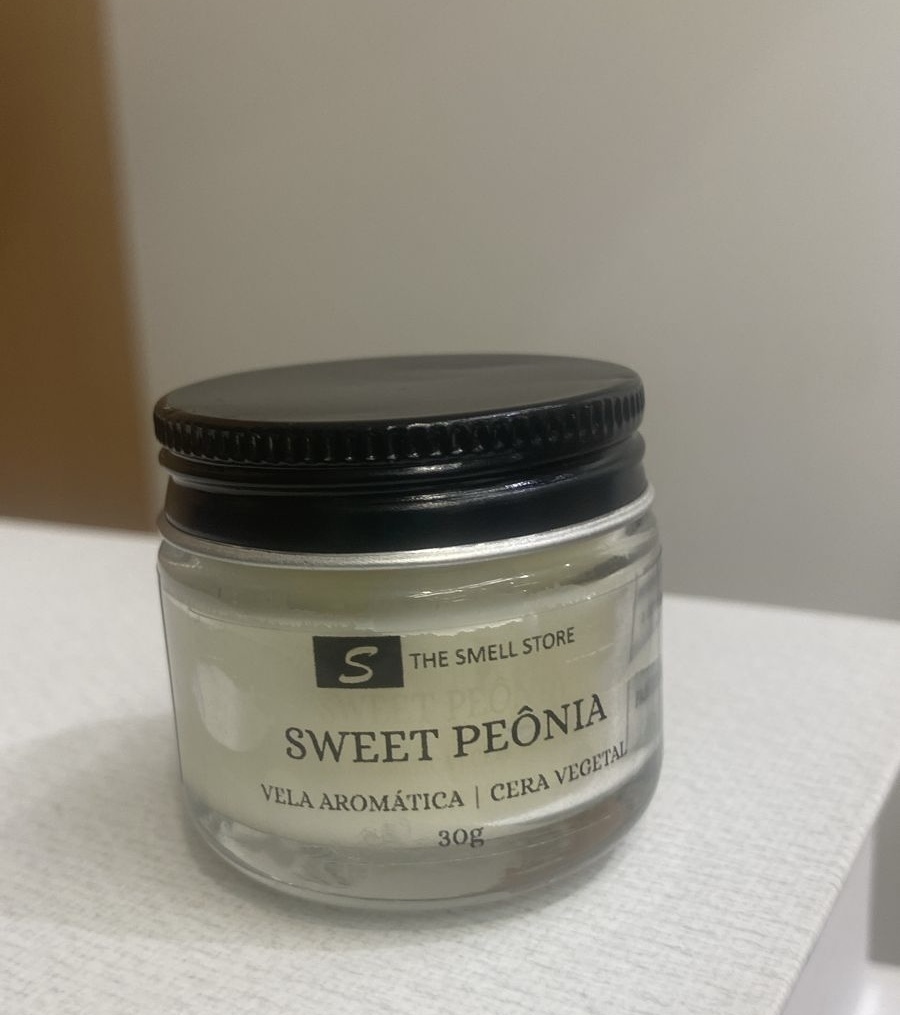 S THE SMELL STORE
SWEET PEÔNIA
VELA AROMÁTICA | CERA VEGETAL
30g